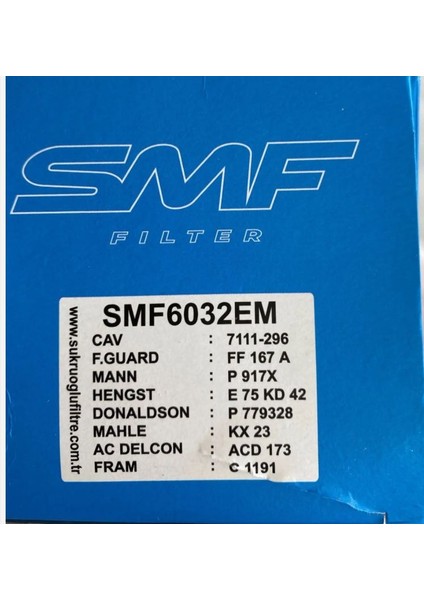 SMF
FILTER
SMF6032EM
CAV : 7111-296
F.GUARD : FF 167 A
MANN : P 917X
HENGST : E 75 KD 42
DONALDSON : P 779328
MAHLE : KX 23
AC DELCON : ACD 173
FRAM : C 1191
www.sukruoglufiltre.com.tr